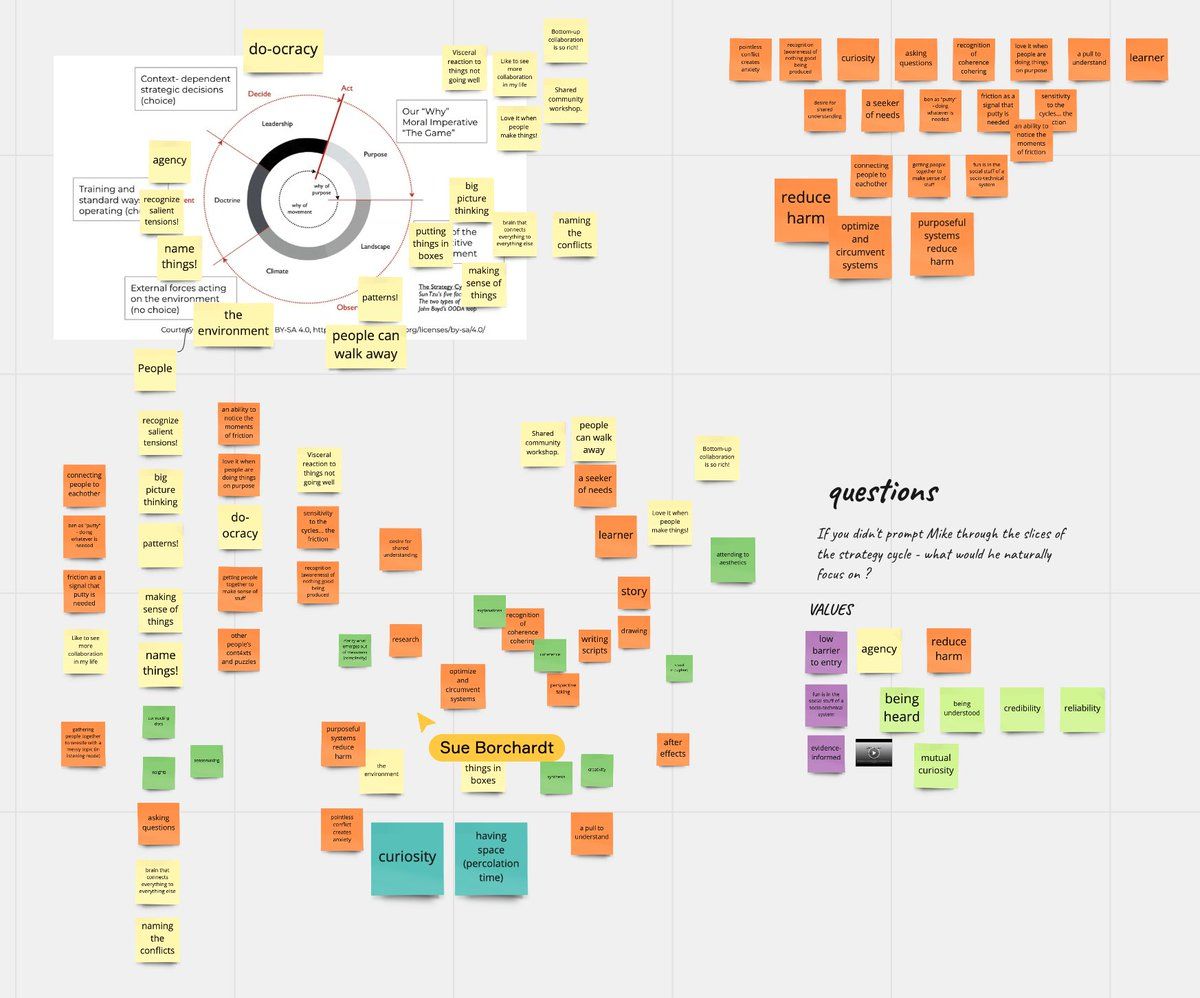 do-ocracy
Context- dependent
strategic decisions
(choice)
Decide
Act
Leadership
Our "Why"
Moral Imperative
"The Game"
Purpose
agency
Training and
standard way
operating (ch
recognize
salient
tensions!
ent
Doctrine
why of
purpose
why of
movement
Landscape
Climate
name
things!
External forces acting
on the environment
(no choice)
the
environment
patterns!
Obser
people can
walk away
Courtesy
BY-SA 4.0, http
org/licenses/by-sa/4.0/
The Strategy Cy
Sun Tzu's five fac
The two types of
John Boyd's OODA loop
People
Visceral
reaction to
things not
going well
Like to see
more
collaboration
in my life
Bottom-up
collaboration
is so rich!
Shared
community
workshop.
Love it when
people
make things!
big
picture
thinking
putting
things in
boxes
of the
itive
ment
brain that
connects
everything to
everything else
naming
the
conflicts
making
sense of
things
pointless
conflict
creates
anxiety
recognition
(awareness) of
nothing good
being
produced
curiosity
asking
questions
recognition
of
coherence
cohering
love it when
people are
doing things
on purpose
a pull to
understand
learner
desire for
shared
understanding
a seeker
of needs
ben as "putty" -
doing
whatever is
needed
friction as a
signal that
putty is
needed
sensitivity
to the
cycles... the
ction
an ability to
notice the
moments
of friction
connecting
people to
eachother
getting people
together to
make sense of
stuff
fun is in the
social stuff of a
socio-technical
system
reduce
harm
optimize
and
circumvent
systems
purposeful
systems
reduce
harm
connecting
people to
eachother
ben as "putty"
- doing
whatever is
needed
friction as a
signal that
putty is
needed
Like to see
more
collaboration
in my life
gathering
people together
to wrestle with a
messy topic (in
listening mode)
recognize
salient
tensions!
big
picture
thinking
patterns!
making
sense of
things
name
things!
connecting
dots
insights
asking
questions
brain that
connects
everything to
everything else
naming
the
conflicts
an ability to
notice the
moments
of friction
love it when
people are
doing things
on purpose
do-
ocracy
getting people
together to
make sense of
stuff
other
people's
contexts
and puzzles
Visceral
reaction to
things not
going well
sensitivity
to the
cycles... the
friction
recognition
(awareness) of
nothing good
being
produced
desire for
shared
understanding
research
optimize
and
circumvent
systems
purposeful
systems
reduce
harm
the
environment
pointless
conflict
creates
anxiety
curiosity
having
space
(percolation
time)
Sue Borchardt
things in
boxes
synthesis
creativity
a pull to
understand
after
effects
Shared
community
workshop.
people
can walk
away
a seeker
of needs
learner
Love it when
people
make things!
Bottom-up
collaboration
is so rich!
attending to
aesthetics
story
drawing
writing
scripts
explanations
recognition
of
coherence
cohering
coherence
perspective
taking
questions
If you didn't prompt Mike through the slices of
the strategy cycle - what would he naturally
focus on ?
VALUES
low
barrier
to entry
agency
reduce
harm
fun is in the
social stuff of a
socio-technical
system
being
heard
being
understood
credibility
reliability
evidence-
informed
mutual
curiosity